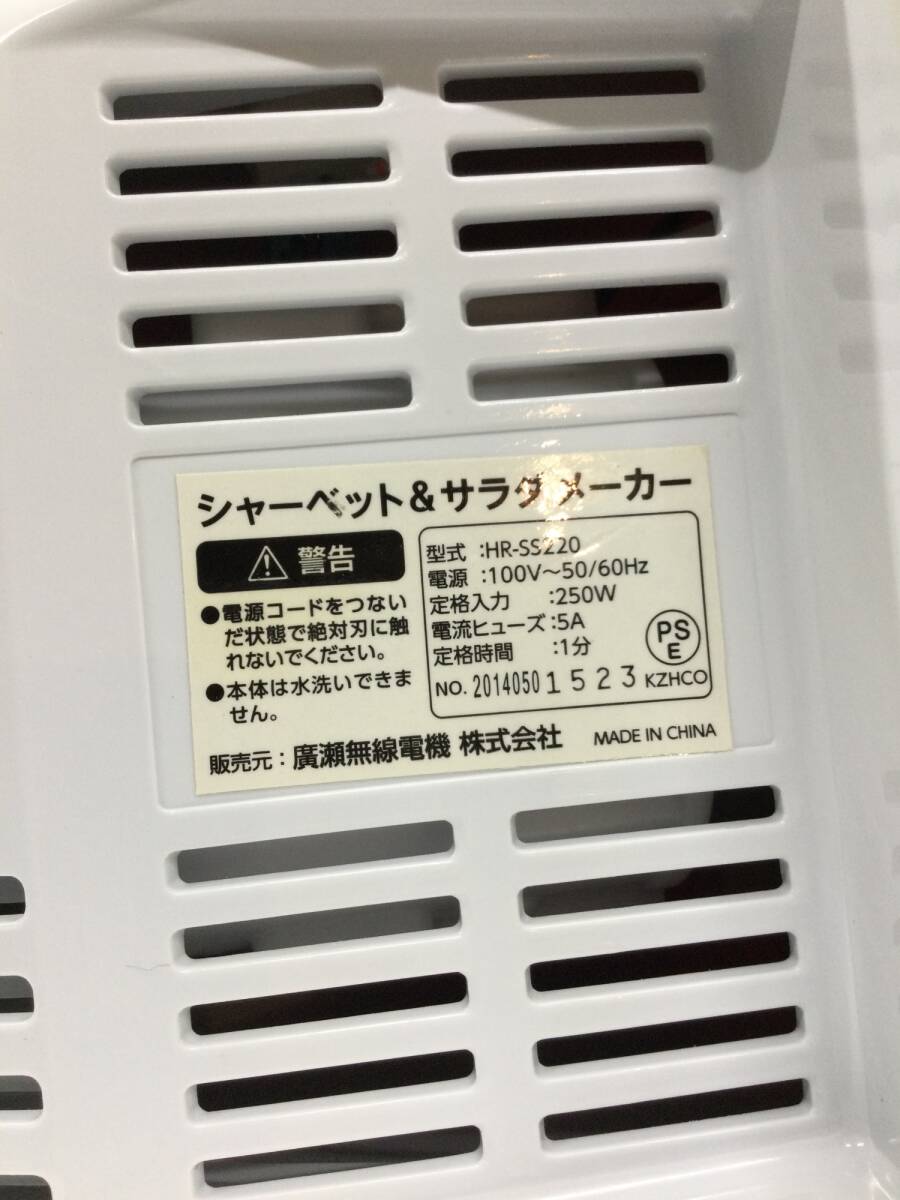 シャーベット&サラダメーカー
⚠ 警告
●電源コードをつない
だ状態で絶対刃に触
れないでください。
●本体は水洗いできま
せん。
型式 :HR-SS220
電源 :100V～50/60Hz
定格入力 :250W
電流ヒューズ :5A
定格時間 :1分
PS
E
NO. 2014050 1523 KZHCO
販売元 : 廣瀬無線電機 株式会社 MADE IN CHINA